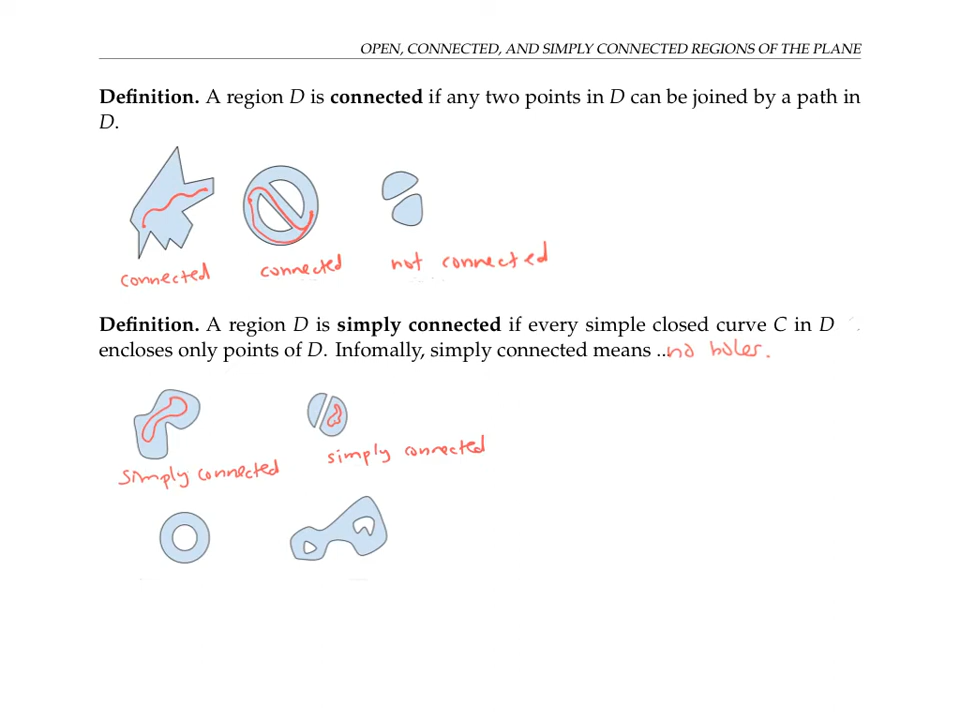 OPEN, CONNECTED, AND SIMPLY CONNECTED REGIONS OF THE PLANE
Definition. A region D is connected if any two points in D can be joined by a path in
D.
connected connected not connected
Definition. A region D is simply connected if every simple closed curve C in D
encloses only points of D. Infomally, simply connected means ..no holes.
simply connected simply connected